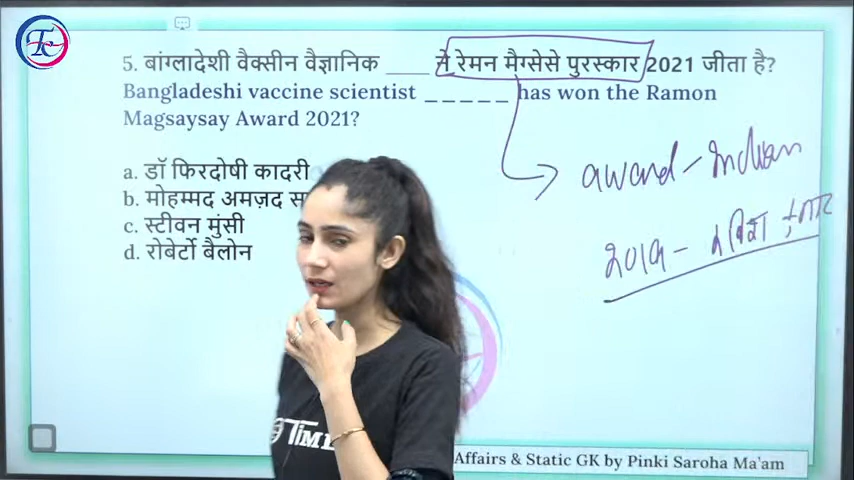 5. बांग्लादेशी वैक्सीन वैज्ञानिक ____ ने रेमन मैग्सेसे पुरस्कार 2021 जीता है?
Bangladeshi vaccine scientist _____ has won the Ramon
Magsaysay Award 2021?
award - Indian
a. डॉ फिरदोषी कादरी
b. मोहम्मद अमज़द
2019 -
c. स्टीवन मुंसी
d. रोबेर्टो बैलोन
TIM
Affairs & Static GK by Pinki Saroha Ma'am